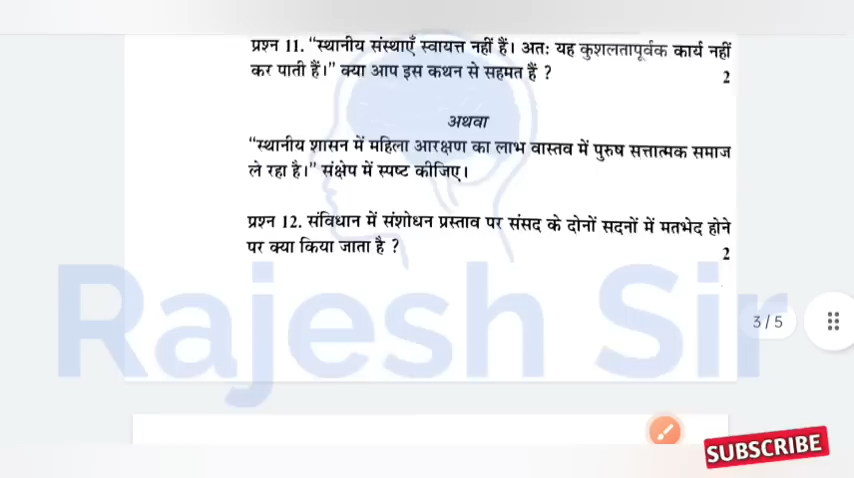 प्रश्न 11. “स्थानीय संस्थाएँ स्वायत्त नहीं हैं। अतः यह कुशलतापूर्वक कार्य नहीं
कर पाती हैं।” क्या आप इस कथन से सहमत हैं ? 2
अथवा
“स्थानीय शासन में महिला आरक्षण का लाभ वास्तव में पुरुष सत्तात्मक समाज
ले रहा है।” संक्षेप में स्पष्ट कीजिए।
प्रश्न 12. संविधान में संशोधन प्रस्ताव पर संसद के दोनों सदनों में मतभेद होने
पर क्या किया जाता है ? 2
Rajesh Sir
3 / 5
SUBSCRIBE